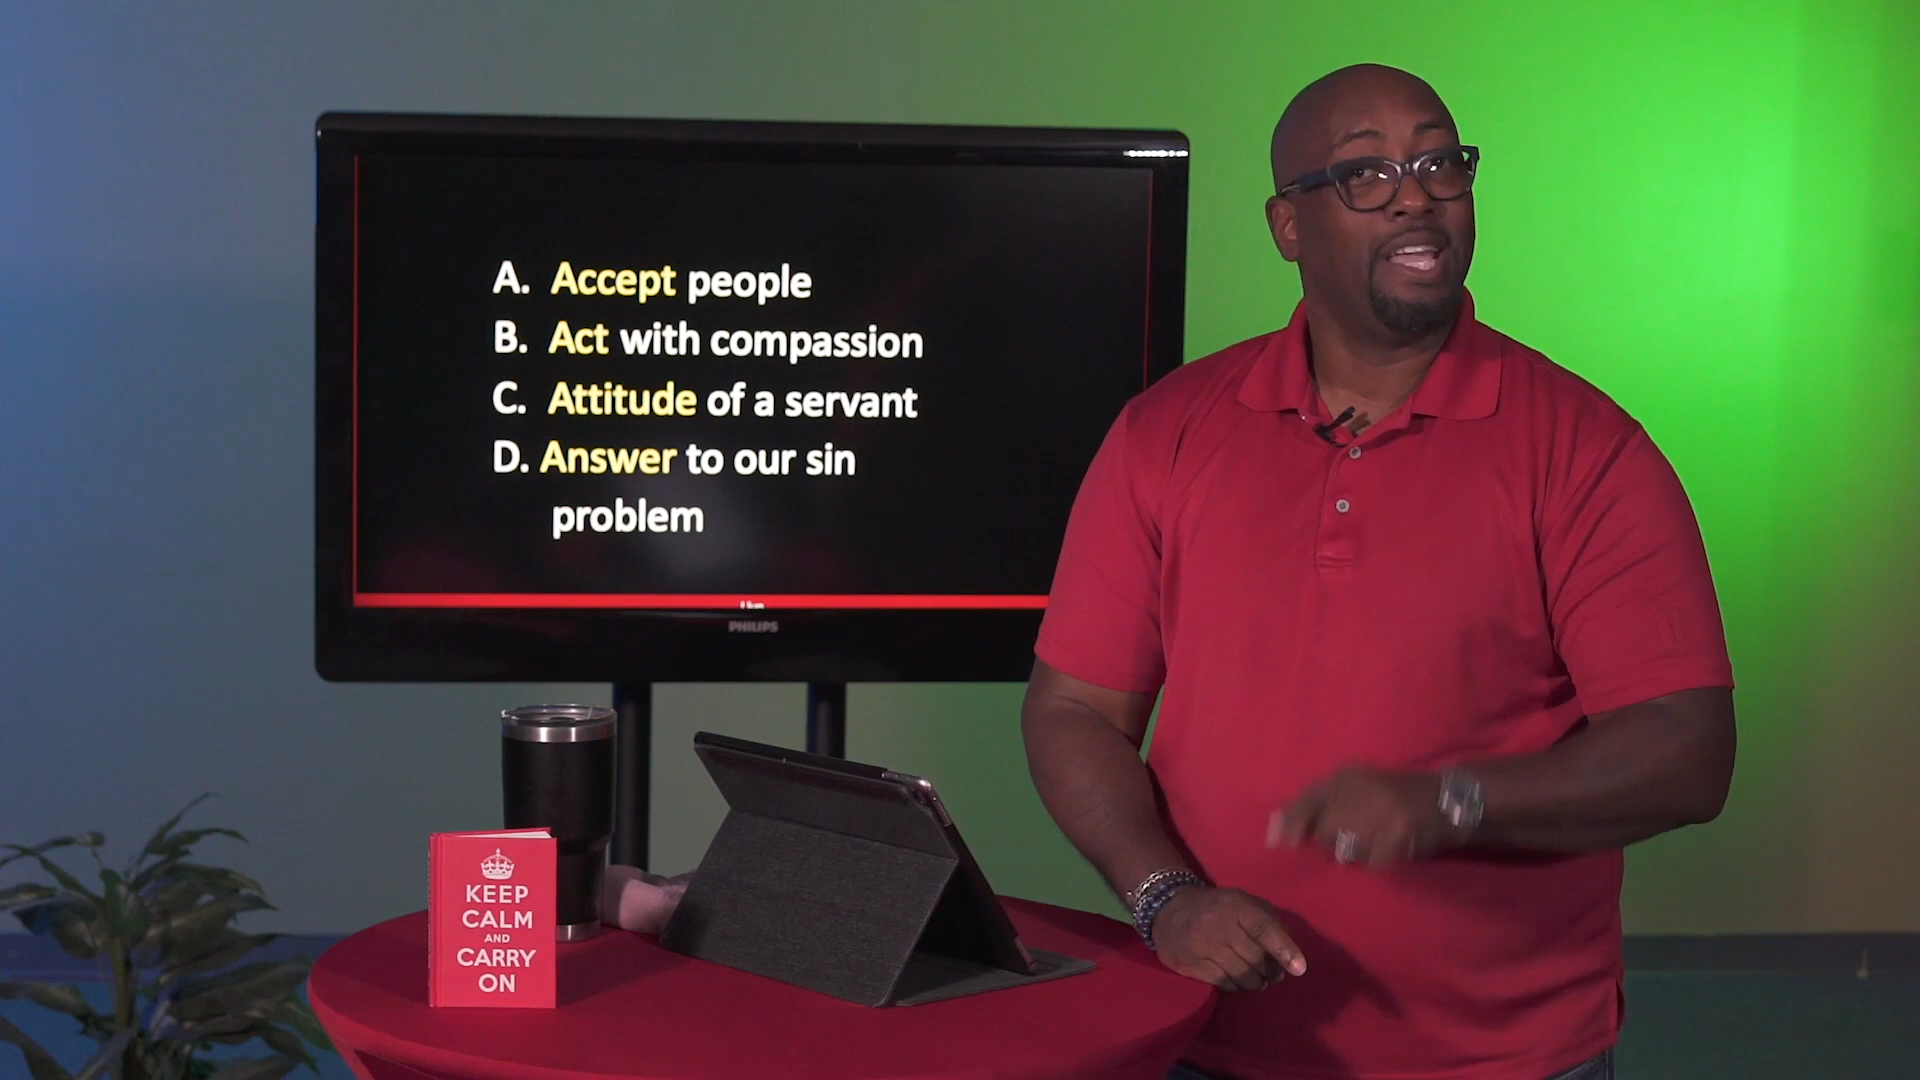 A. Accept people
B. Act with compassion
C. Attitude of a servant
D. Answer to our sin
problem
PHILIPS
KEEP
CALM
AND
CARRY
ON